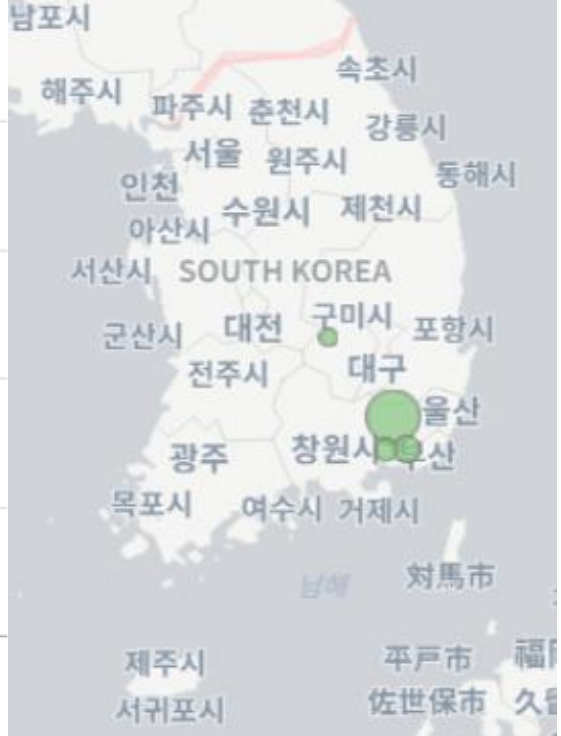 남포시
속초시
해주시
파주시
춘천시
강릉시
서울
원주시
동해시
인천
수원시
제천시
아산시
서산시
SOUTH KOREA
구미시
군산시
대전
포항시
전주시
대구
울산
창원시
광주
목포시
여수시
거제시
남해
対馬市
제주시
平戸市
서귀포시
佐世保市